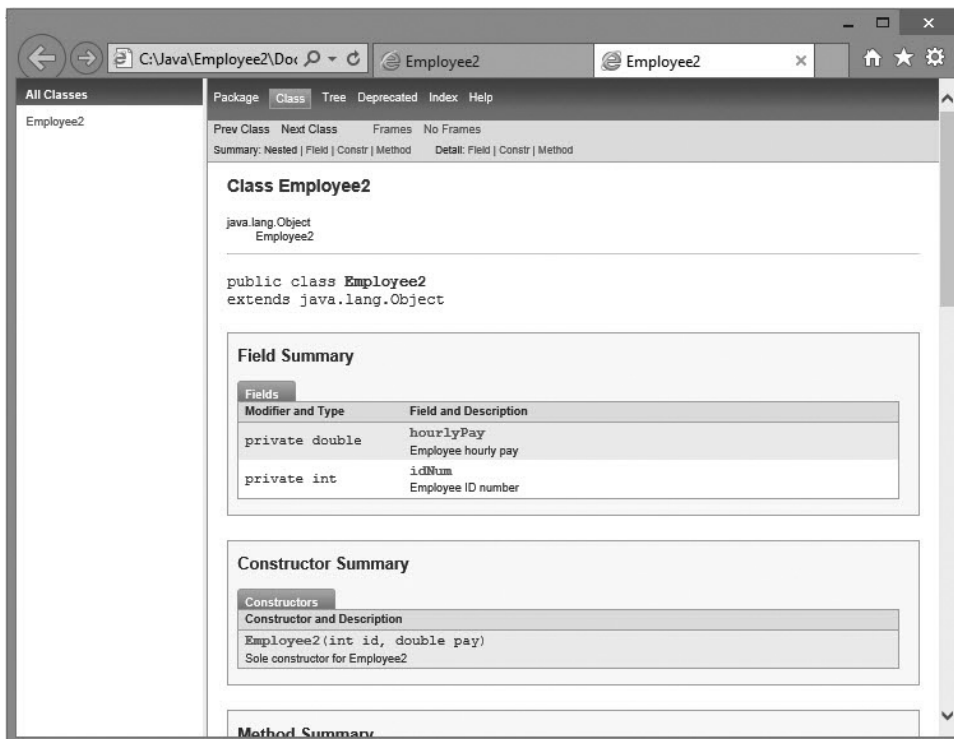 C:\Java\Employee2\Doc
Employee2
Employee2
All Classes
Employee2
Package Class Tree Deprecated Index Help
Prev Class Next Class Frames No Frames
Summary: Nested | Field | Constr | Method Detail: Field | Constr | Method
Class Employee2
java.lang.Object
Employee2
public class Employee2
extends java.lang.Object
Field Summary
Fields
Modifier and Type Field and Description
private double hourlyPay
Employee hourly pay
private int idNum
Employee ID number
Constructor Summary
Constructors
Constructor and Description
Employee2(int id, double pay)
Sole constructor for Employee2
Method Summary